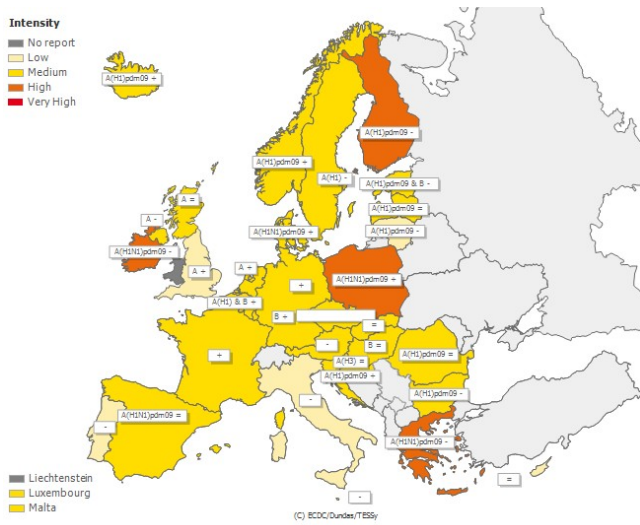 Intensity
No report
Low
Medium
High
Very High
A(H1)pdm09 +
A(H1)pdm09 -
A(H1)pdm09 +
A(H1) -
A(H1)pdm09 & B -
A =
A(H1)pdm09 =
A -
A(H1N1)pdm09 +
A(H1)pdm09 -
A(H1N1)pdm09 -
A +
A +
A(H1N1)pdm09 +
+
A(H1) & B +
B +
=
-
B =
A(H1)pdm09 =
+
A(H3) =
A(H1)pdm09 +
A(H1)pdm09 -
-
A(H1N1)pdm09 =
-
A(H1N1)pdm09 -
=
Liechtenstein
Luxembourg
Malta
-
(C) ECDC/Dundas/TESSy